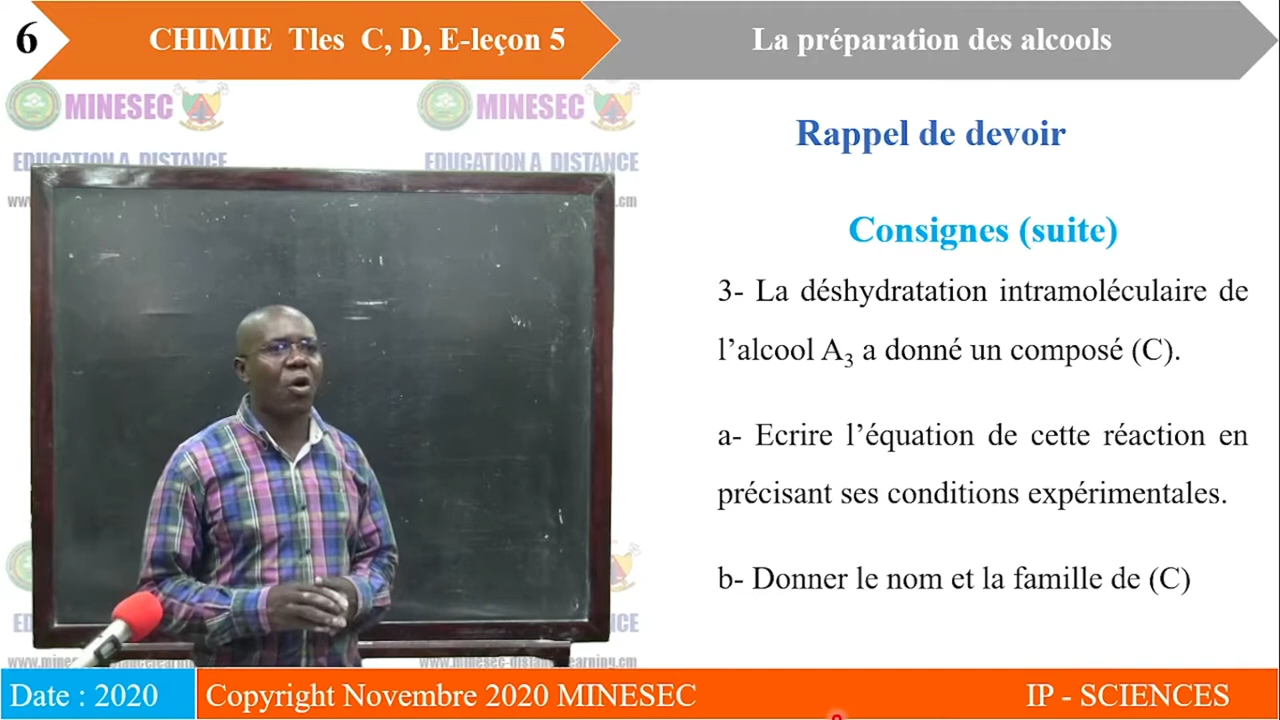 6
CHIMIE Tles C, D, E-leçon 5
La préparation des alcools
MINESEC
MINESEC
EDUCATION A DISTANCE
EDUCATION A DISTANCE
Rappel de devoir
Consignes (suite)
3- La déshydratation intramoléculaire de
l’alcool A₃ a donné un composé (C).
a- Ecrire l’équation de cette réaction en
précisant ses conditions expérimentales.
b- Donner le nom et la famille de (C)
Date : 2020
Copyright Novembre 2020 MINESEC
IP - SCIENCES